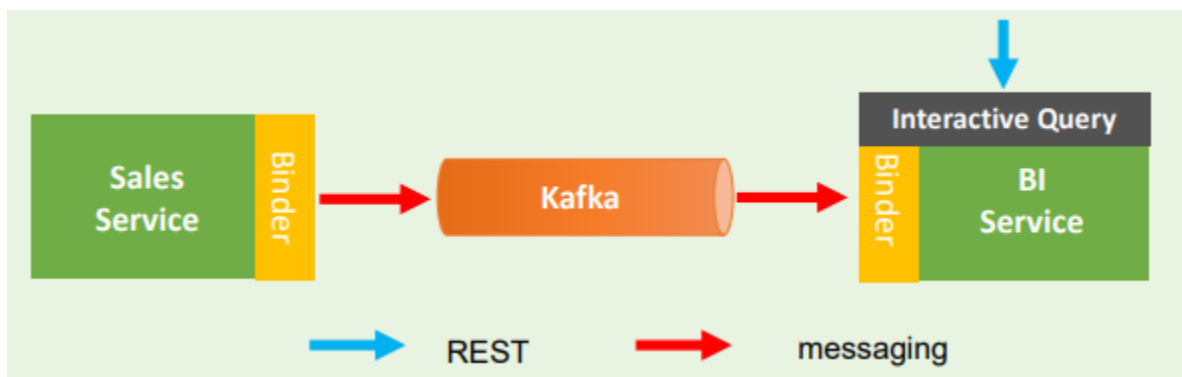 Sales
Service
Binder
Kafka
Interactive Query
Binder
BI
Service
REST
messaging